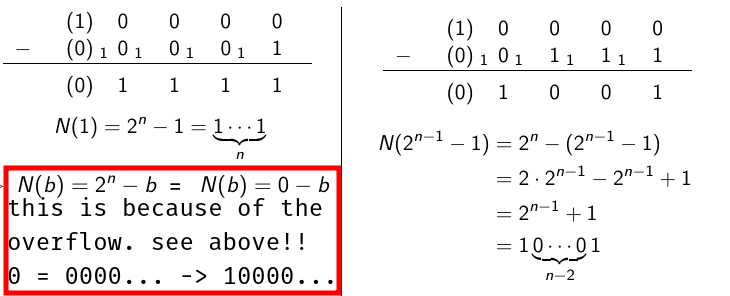 (1) 0 0 0 0
− (0) 1 0 1 0 1 0 1 1
(0) 1 1 1 1
N(1) = 2^n − 1 = 1 ⋯ 1
n
N(b) = 2^n − b = N(b) = 0 − b
this is because of the
overflow. see above!!
0 = 0000... -> 10000...
(1) 0 0 0 0
− (0) 1 0 1 1 1 1 1 1
(0) 1 0 0 1
N(2^{n−1} − 1) = 2^n − (2^{n−1} − 1)
= 2 · 2^{n−1} − 2^{n−1} + 1
= 2^{n−1} + 1
= 1 0 ⋯ 0 1
n−2